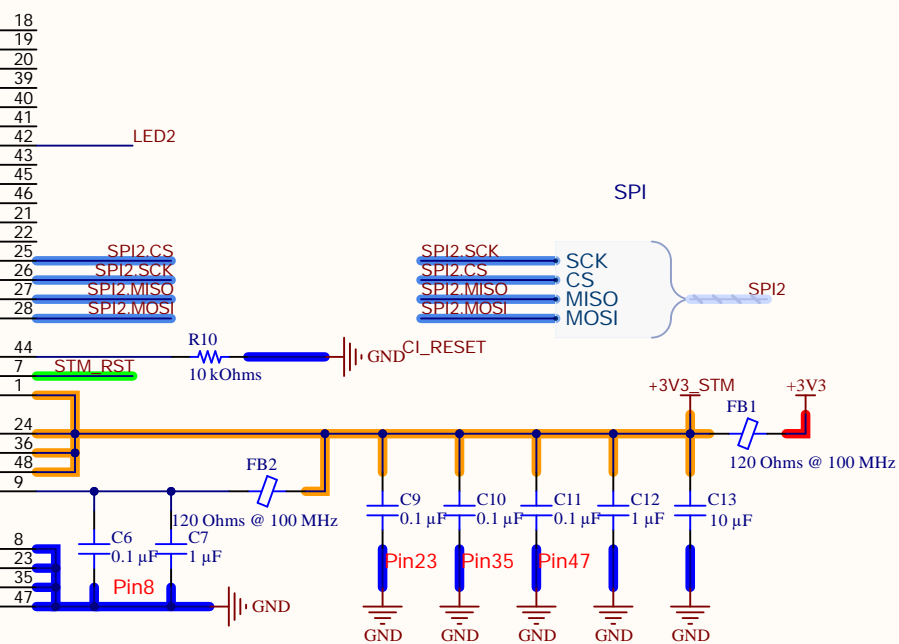 18
19
20
39
40
41
42 LED2
43
45
46
21
22
SPI
25 SPI2.CS SPI2.SCK SCK
26 SPI2.SCK SPI2.CS CS
27 SPI2.MISO SPI2.MISO MISO SPI2
28 SPI2.MOSI SPI2.MOSI MOSI
R10
44 GND CI_RESET
7 STM_RST 10 kOhms
1 +3V3_STM +3V3
FB1
24
36
48 FB2 120 Ohms @ 100 MHz
9
C9 C10 C11 C12 C13
120 Ohms @ 100 MHz 0.1 µF 0.1 µF 0.1 µF 1 µF 10 µF
C6 C7
8 0.1 µF 1 µF
Pin23 Pin35 Pin47
23
35 Pin8
47 GND
GND GND GND GND GND